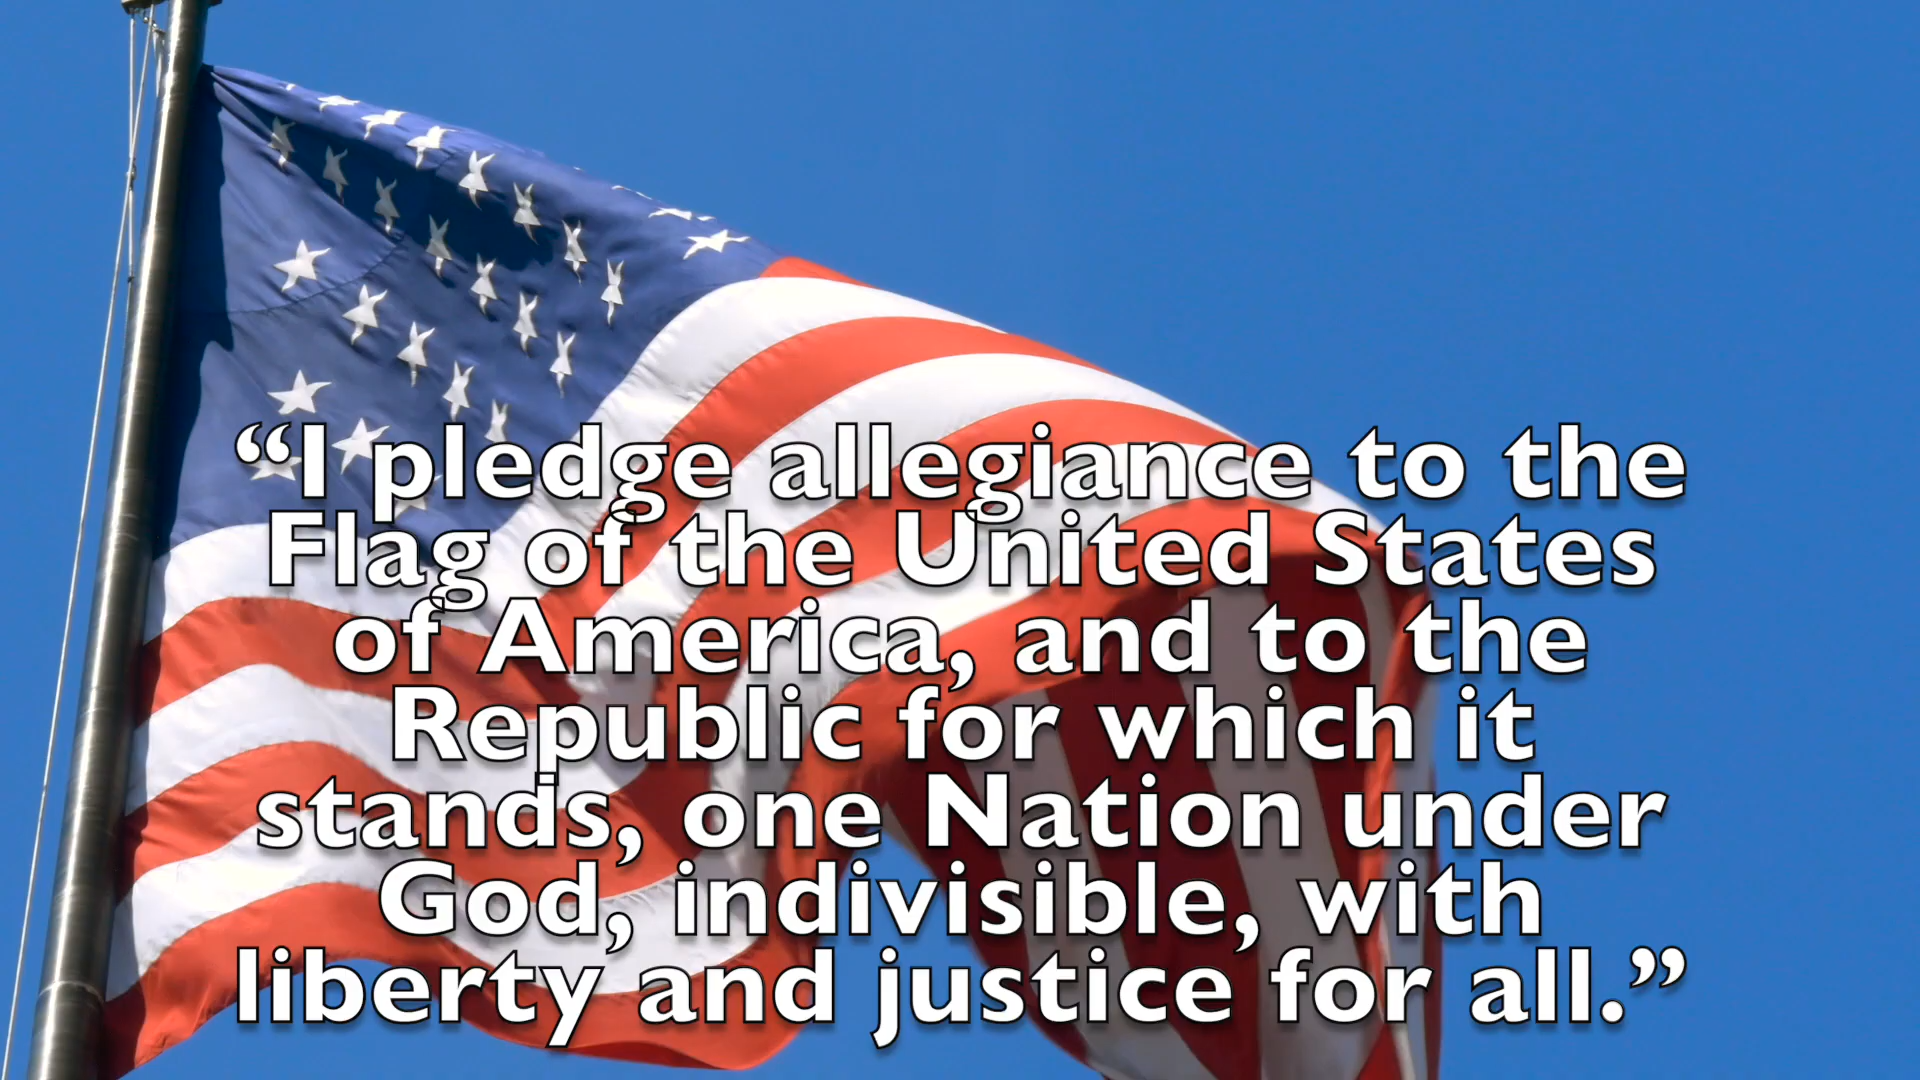 “I pledge allegiance to the
Flag of the United States
of America, and to the
Republic for which it
stands, one Nation under
God, indivisible, with
liberty and justice for all.”